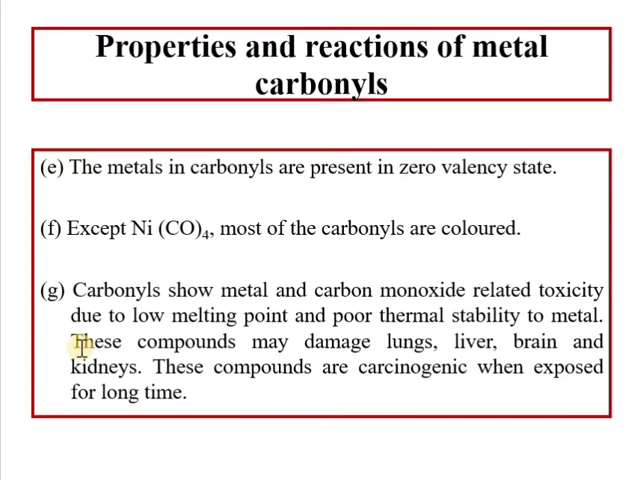 Properties and reactions of metal
carbonyls
(e) The metals in carbonyls are present in zero valency state.
(f) Except Ni (CO)₄, most of the carbonyls are coloured.
(g) Carbonyls show metal and carbon monoxide related toxicity
due to low melting point and poor thermal stability to metal.
These compounds may damage lungs, liver, brain and
kidneys. These compounds are carcinogenic when exposed
for long time.